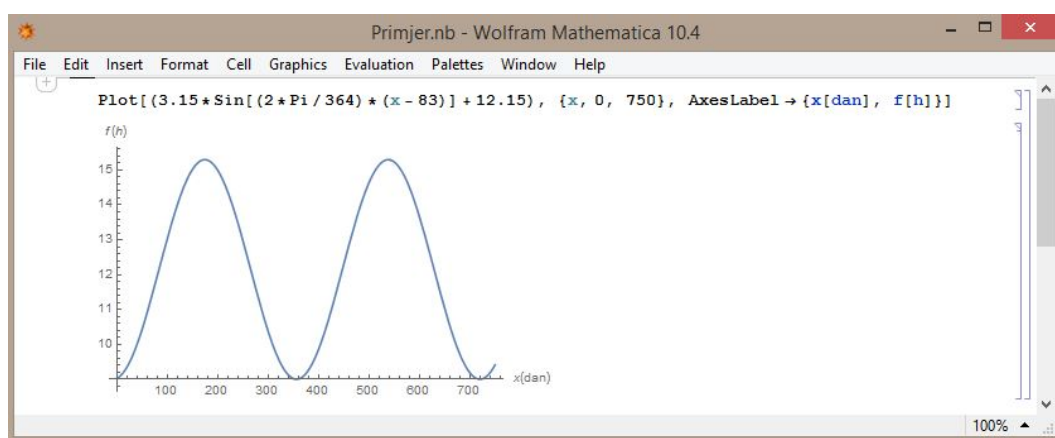 Primjer.nb - Wolfram Mathematica 10.4
File Edit Insert Format Cell Graphics Evaluation Palettes Window Help
Plot[(3.15*Sin[(2*Pi/364)*(x-83)]+12.15), {x, 0, 750}, AxesLabel→{x[dan], f[h]}]
f(h)
15
14
13
12
11
10
100 200 300 400 500 600 700 x(dan)
100%